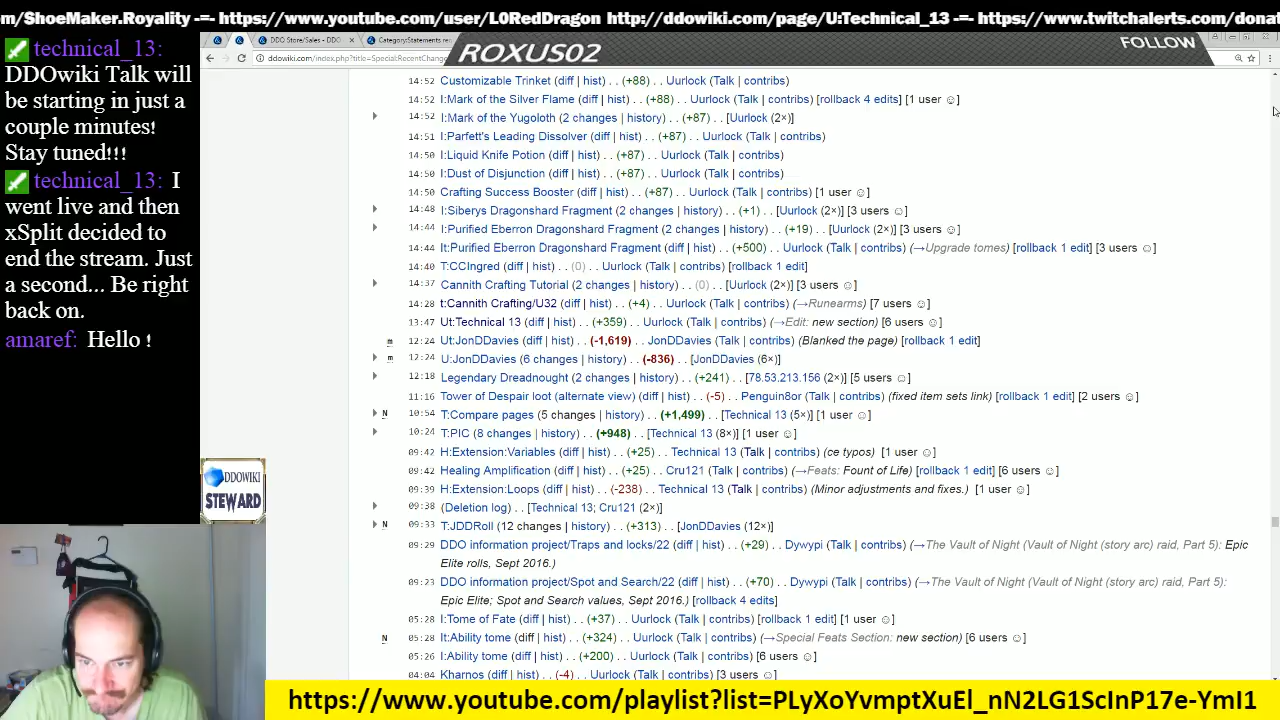 m/ShoeMaker.Royality -=- https://www.youtube.com/user/L0RedDragon http://ddowiki.com/page/U:Technical_13 -=- https://www.twitchalerts.com/donat
technical_13:
DDOwiki Talk will
be starting in just a
couple minutes!
Stay tuned!!!
technical_13: I
went live and then
xSplit decided to
end the stream. Just
a second... Be right
back on.
amaref: Hello !
DDOWIKI
STEWARD
DDO Store/Sales - DDO
Category:Statements re
ROXUS02
FOLLOW
ddowiki.com/index.php?title=Special:RecentChange
14:52 Customizable Trinket (diff | hist) . . (+88) Uurlock (Talk | contribs)
14:52 I:Mark of the Silver Flame (diff | hist) . . (+88) Uurlock (Talk | contribs) [rollback 4 edits] [1 user ☺]
14:52 I:Mark of the Yugoloth (2 changes | history) . . (+87) . . [Uurlock (2×)]
14:51 I:Parfett's Leading Dissolver (diff | hist) . . (+87) Uurlock (Talk | contribs)
14:50 I:Liquid Knife Potion (diff | hist) . . (+87) Uurlock (Talk | contribs)
14:50 I:Dust of Disjunction (diff | hist) . . (+87) Uurlock (Talk | contribs)
14:50 Crafting Success Booster (diff | hist) . . (+87) Uurlock (Talk | contribs) [1 user ☺]
14:48 I:Siberys Dragonshard Fragment (2 changes | history) . . (+1) . . [Uurlock (2×)] [3 users ☺]
14:44 I:Purified Eberron Dragonshard Fragment (2 changes | history) . . (+19) . . [Uurlock (2×)] [3 users ☺]
14:44 It:Purified Eberron Dragonshard Fragment (diff | hist) . . (+500) Uurlock (Talk | contribs) (→Upgrade tomes) [rollback 1 edit] [3 users ☺]
14:40 T:CCIngred (diff | hist) . . (0) Uurlock (Talk | contribs) [rollback 1 edit]
14:37 Cannith Crafting Tutorial (2 changes | history) . . (0) . . [Uurlock (2×)] [3 users ☺]
14:28 t:Cannith Crafting/U32 (diff | hist) . . (+4) Uurlock (Talk | contribs) (→Runearms) [7 users ☺]
13:47 Ut:Technical 13 (diff | hist) . . (+359) Uurlock (Talk | contribs) (→Edit: new section) [6 users ☺]
m 12:24 Ut:JonDDavies (diff | hist) . . (-1,619) JonDDavies (Talk | contribs) (Blanked the page) [rollback 1 edit]
m 12:24 U:JonDDavies (6 changes | history) . . (-836) . . [JonDDavies (6×)]
12:18 Legendary Dreadnought (2 changes | history) . . (+241) . . [78.53.213.156 (2×)] [5 users ☺]
11:16 Tower of Despair loot (alternate view) (diff | hist) . . (-5) Penguin8or (Talk | contribs) (fixed item sets link) [rollback 1 edit] [2 users ☺]
N 10:54 T:Compare pages (5 changes | history) . . (+1,499) . . [Technical 13 (5×)] [1 user ☺]
10:24 T:PIC (8 changes | history) . . (+948) . . [Technical 13 (8×)] [1 user ☺]
09:42 H:Extension:Variables (diff | hist) . . (+25) Technical 13 (Talk | contribs) (ce typos) [1 user ☺]
09:42 Healing Amplification (diff | hist) . . (+25) Cru121 (Talk | contribs) (→Feats: Fount of Life) [rollback 1 edit] [6 users ☺]
09:39 H:Extension:Loops (diff | hist) . . (-238) Technical 13 (Talk | contribs) (Minor adjustments and fixes.) [1 user ☺]
09:38 (Deletion log) . . [Technical 13; Cru121 (2×)]
N 09:33 T:JDDRoll (12 changes | history) . . (+313) . . [JonDDavies (12×)]
09:29 DDO information project/Traps and locks/22 (diff | hist) . . (+29) Dywypi (Talk | contribs) (→The Vault of Night (Vault of Night (story arc) raid, Part 5): Epic
Elite rolls, Sept 2016.)
09:23 DDO information project/Spot and Search/22 (diff | hist) . . (+70) Dywypi (Talk | contribs) (→The Vault of Night (Vault of Night (story arc) raid, Part 5):
Epic Elite; Spot and Search values, Sept 2016.) [rollback 4 edits]
05:28 I:Tome of Fate (diff | hist) . . (+37) Uurlock (Talk | contribs) [rollback 1 edit] [1 user ☺]
N 05:28 It:Ability tome (diff | hist) . . (+324) Uurlock (Talk | contribs) (→Special Feats Section: new section) [6 users ☺]
05:26 I:Ability tome (diff | hist) . . (+200) Uurlock (Talk | contribs) [6 users ☺]
04:04 Kharnos (diff | hist) . . (-4) Uurlock (Talk | contribs) [3 users ☺]
https://www.youtube.com/playlist?list=PLyXoYvmptXuEl_nN2LG1ScInP17e-YmI1